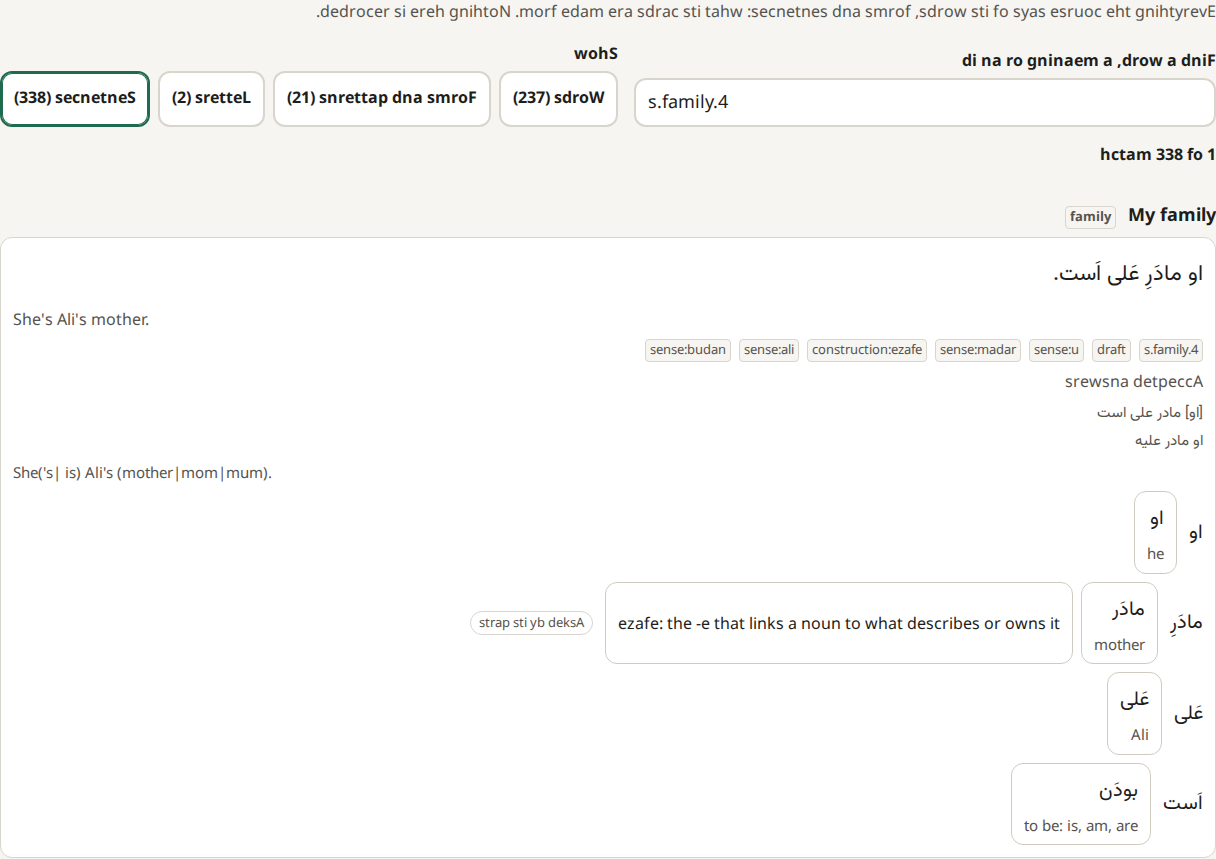 .dedrocer si ereh gnihtoN .morf edam era sdrac sti tahw :secnetnes dna smrof ,sdrow sti fo syas esruoc eht gnihtyrevE
di na ro gninaem a ,drow a dniF
s.family.4
wohS
(237) sdroW
(21) snrettap dna smroF
(2) sretteL
(338) secnetneS
hctam 338 fo 1
My family family
او مادَرِ عَلی اَست.
She's Ali's mother.
s.family.4 draft sense:u sense:madar construction:ezafe sense:ali sense:budan
srewsna detpeccA
[او] مادر علی است
او مادر علیه
She('s| is) Ali's (mother|mom|mum).
او
او
he
مادَرِ
مادَر
mother
ezafe: the -e that links a noun to what describes or owns it
strap sti yb deksA
عَلی
عَلی
Ali
اَست
بودَن
to be: is, am, are